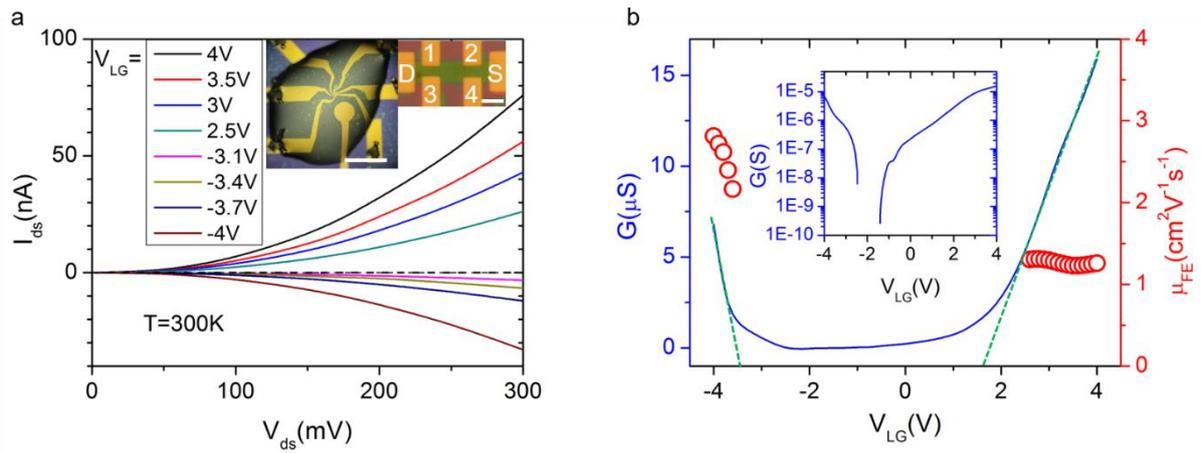 a
100
50
0
I_ds(nA)
V_LG=
4V
3.5V
3V
2.5V
-3.1V
-3.4V
-3.7V
-4V
1 2
D S
3 4
T=300K
0 100 200 300
V_ds(mV)
b
15
10
5
0
G(μS)
1E-5
1E-6
1E-7
1E-8
1E-9
1E-10
G(S)
-4 -2 0 2 4
V_LG(V)
4
3
2
1
0
μ_FE(cm²V⁻¹s⁻¹)
-4 -2 0 2 4
V_LG(V)